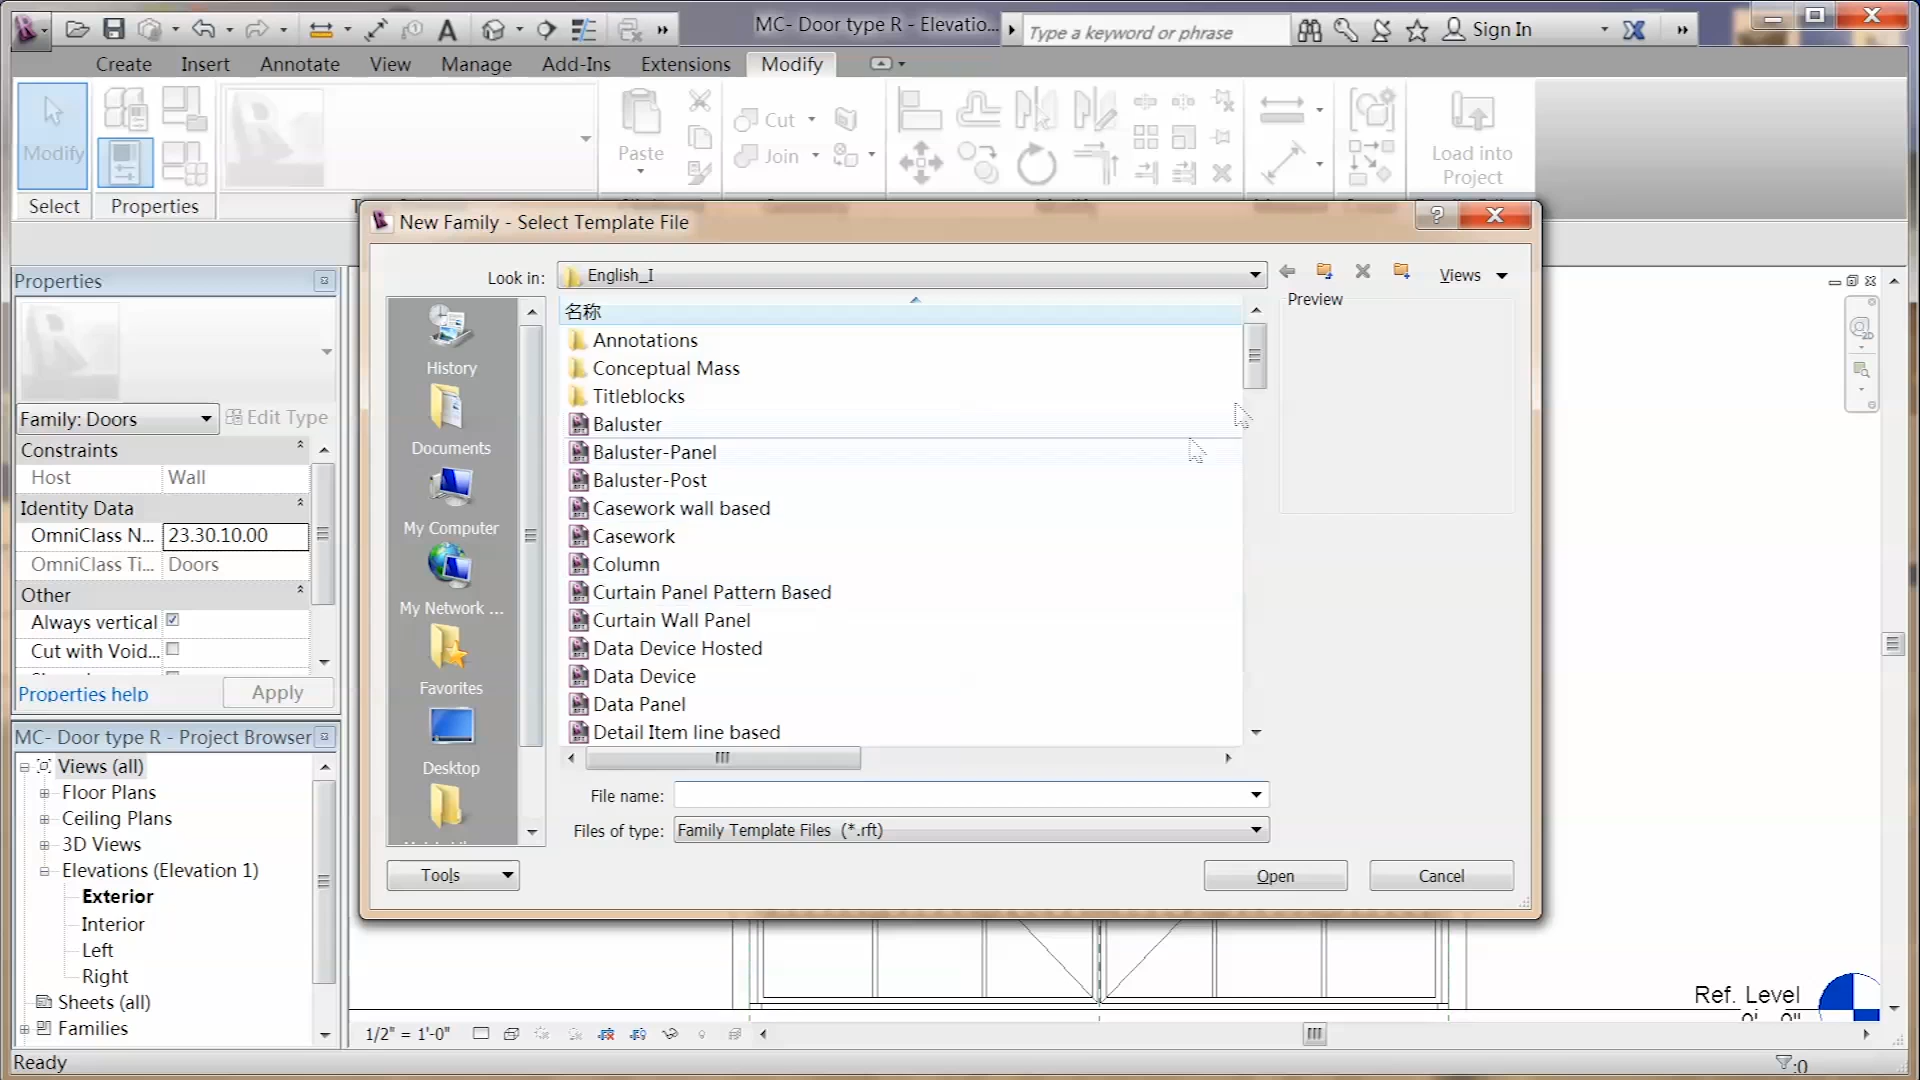 MC- Door type R - Elevatio...
Type a keyword or phrase
Sign In
Create
Insert
Annotate
View
Manage
Add-Ins
Extensions
Modify
Modify
Paste
Cut
Join
Load into
Project
Select
Properties
New Family - Select Template File
Look in:
English_I
Views
Properties
Family: Doors
Edit Type
Constraints
Host
Wall
Identity Data
OmniClass N...
23.30.10.00
OmniClass Ti...
Doors
Other
Always vertical
Cut with Void...
Properties help
Apply
MC- Door type R - Project Browser
Views (all)
Floor Plans
Ceiling Plans
3D Views
Elevations (Elevation 1)
Exterior
Interior
Left
Right
Sheets (all)
Families
History
Documents
My Computer
My Network ...
Favorites
Desktop
名称
Annotations
Conceptual Mass
Titleblocks
Baluster
Baluster-Panel
Baluster-Post
Casework wall based
Casework
Column
Curtain Panel Pattern Based
Curtain Wall Panel
Data Device Hosted
Data Device
Data Panel
Detail Item line based
Preview
File name:
Files of type:
Family Template Files (*.rft)
Tools
Open
Cancel
Ref. Level
1/2" = 1'-0"
Ready
:0